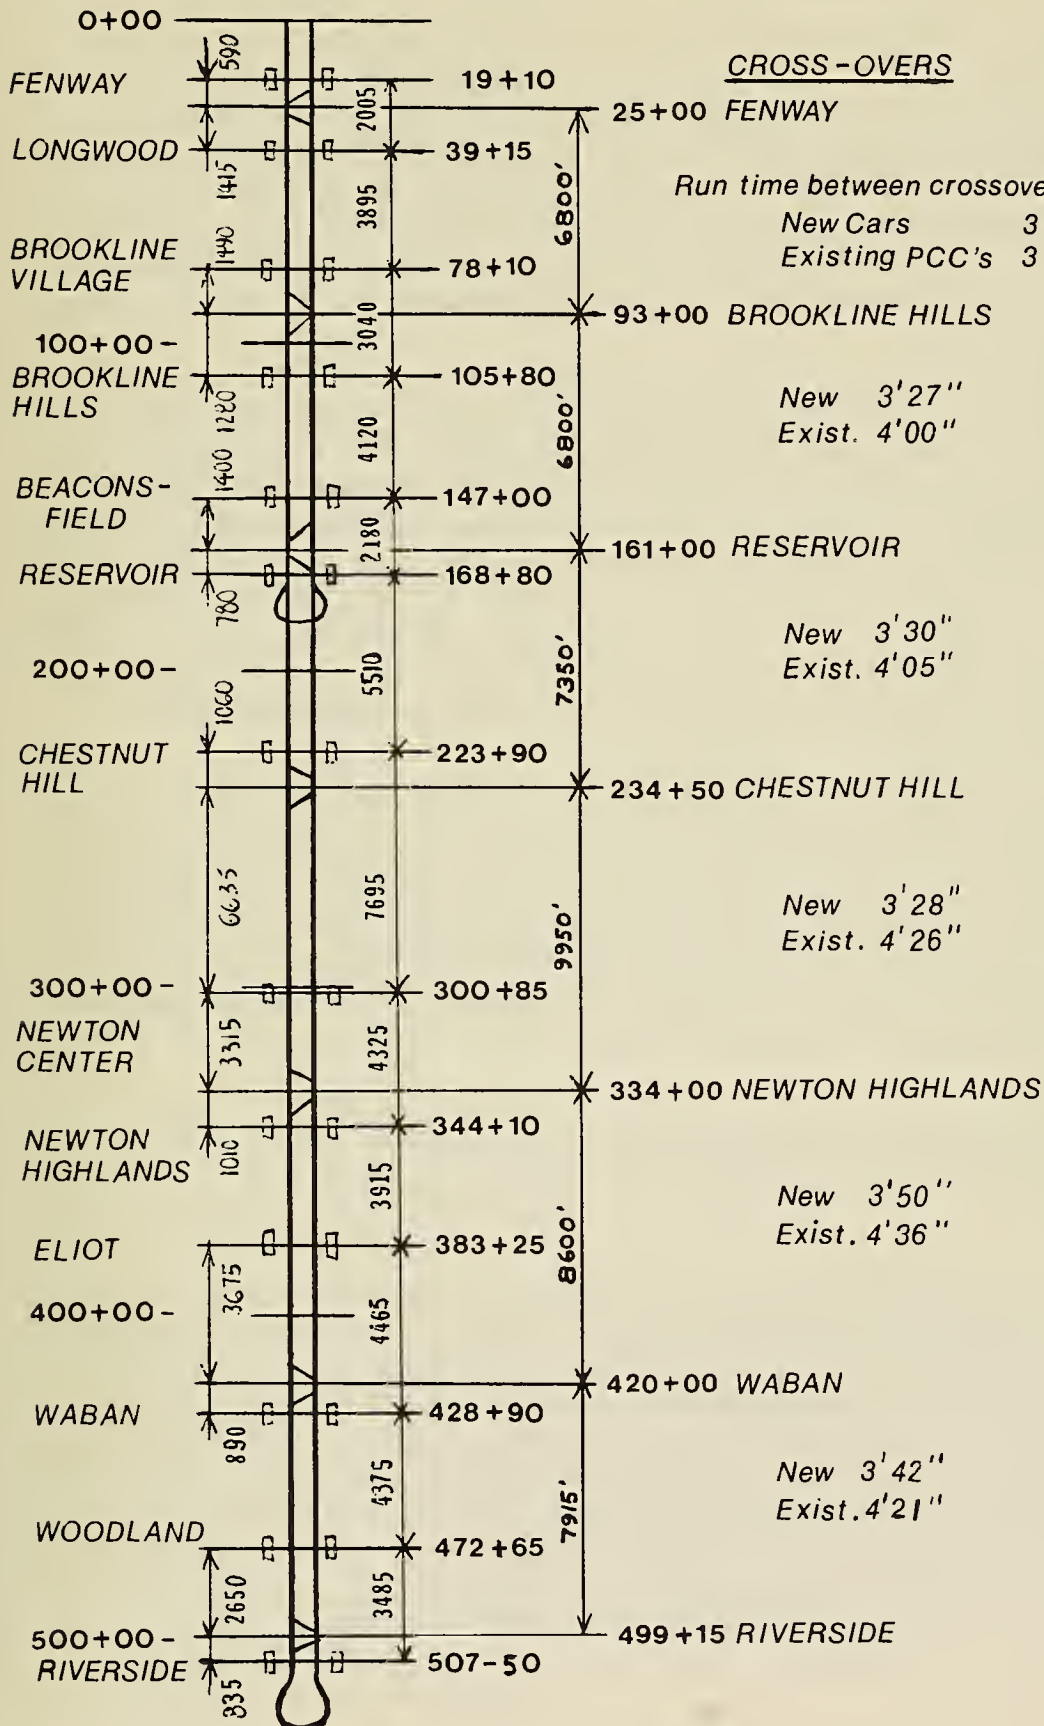 0+00
590
FENWAY
19+10
CROSS-OVERS
2005
25+00 FENWAY
LONGWOOD
39+15
1415
3895
6800'
Run time between crossove
New Cars 3
Existing PCC's 3
1490
BROOKLINE
VILLAGE
78+10
93+00 BROOKLINE HILLS
3040
100+00-
BROOKLINE
HILLS
105+80
New 3'27"
Exist. 4'00"
1280
4120
6800'
1400
BEACONS-
FIELD
147+00
2180
161+00 RESERVOIR
RESERVOIR
168+80
780
New 3'30"
Exist. 4'05"
200+00-
5510
7350'
1060
CHESTNUT
HILL
223+90
234+50 CHESTNUT HILL
6635
7695
9950'
New 3'28"
Exist. 4'26"
300+00-
300+85
NEWTON
CENTER
3315
4325
334+00 NEWTON HIGHLANDS
NEWTON
HIGHLANDS
344+10
1010
3915
New 3'50"
Exist. 4'36"
ELIOT
383+25
8600'
3675
400+00-
4465
420+00 WABAN
WABAN
428+90
890
4375
7915'
New 3'42"
Exist. 4'21"
WOODLAND
472+65
2650
3485
500+00-
499+15 RIVERSIDE
RIVERSIDE
507-50
835